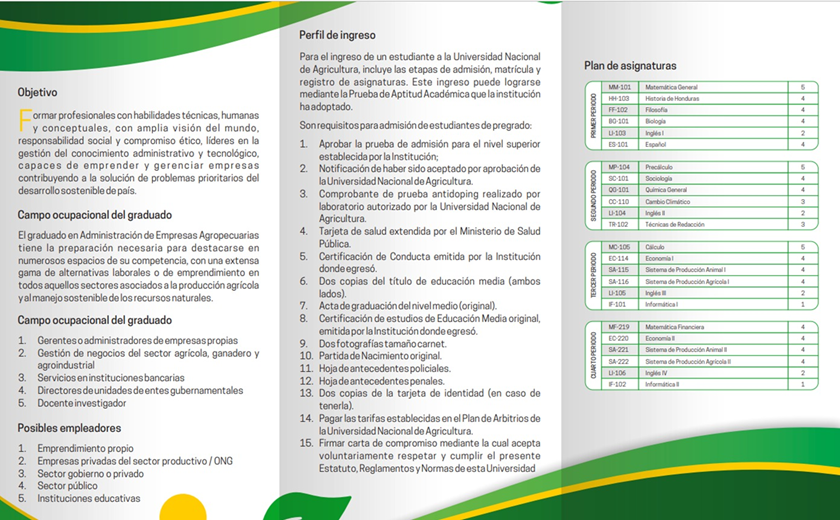 Objetivo
Formar profesionales con habilidades técnicas, humanas
y conceptuales, con amplia visión del mundo,
responsabilidad social y compromiso ético, líderes en la
gestión del conocimiento administrativo y tecnológico,
capaces de emprender y gerenciar empresas
contribuyendo a la solución de problemas prioritarios del
desarrollo sostenible de país.
Campo ocupacional del graduado
El graduado en Administración de Empresas Agropecuarias
tiene la preparación necesaria para destacarse en
numerosos espacios de su competencia, con una extensa
gama de alternativas laborales o de emprendimiento en
todos aquellos sectores asociados a la producción agrícola
y al manejo sostenible de los recursos naturales.
Campo ocupacional del graduado
1. Gerentes o administradores de empresas propias
2. Gestión de negocios del sector agrícola, ganadero y
agroindustrial
3. Servicios en instituciones bancarias
4. Directores de unidades de entes gubernamentales
5. Docente investigador
Posibles empleadores
1. Emprendimiento propio
2. Empresas privadas del sector productivo / ONG
3. Sector gobierno o privado
4. Sector público
5. Instituciones educativas
Perfil de ingreso
Para el ingreso de un estudiante a la Universidad Nacional
de Agricultura, incluye las etapas de admisión, matrícula y
registro de asignaturas. Este ingreso puede lograrse
mediante la Prueba de Aptitud Académica que la institución
ha adoptado.
Son requisitos para admisión de estudiantes de pregrado:
1. Aprobar la prueba de admisión para el nivel superior
establecida por la Institución;
2. Notificación de haber sido aceptado por aprobación de
la Universidad Nacional de Agricultura.
3. Comprobante de prueba antidoping realizado por
laboratorio autorizado por la Universidad Nacional de
Agricultura.
4. Tarjeta de salud extendida por el Ministerio de Salud
Pública.
5. Certificación de Conducta emitida por la Institución
donde egresó.
6. Dos copias del título de educación media (ambos
lados).
7. Acta de graduación del nivel medio (original).
8. Certificación de estudios de Educación Media original,
emitida por la Institución donde egresó.
9. Dos fotografías tamaño carnet.
10. Partida de Nacimiento original.
11. Hoja de antecedentes policiales.
12. Hoja de antecedentes penales.
13. Dos copias de la tarjeta de identidad (en caso de
tenerla).
14. Pagar las tarifas establecidas en el Plan de Arbitrios de
la Universidad Nacional de Agricultura.
15. Firmar carta de compromiso mediante la cual acepta
voluntariamente respetar y cumplir el presente
Estatuto, Reglamentos y Normas de esta Universidad
Plan de asignaturas
PRIMER PERIODO
MM-101 Matemática General 5
HH-103 Historia de Honduras 4
FF-102 Filosofía 4
BG-101 Biología 4
LI-103 Inglés I 2
ES-101 Español 4
SEGUNDO PERIODO
MP-104 Precálculo 5
SC-101 Sociología 4
QG-101 Química General 4
CC-110 Cambio Climático 3
LI-104 Inglés II 2
TR-102 Técnicas de Redacción 3
TERCER PERIODO
MC-105 Cálculo 5
EC-114 Economía I 4
SA-115 Sistema de Producción Animal I 4
SA-116 Sistema de Producción Agrícola I 4
LI-105 Inglés III 2
IF-101 Informática I 1
CUARTO PERIODO
MF-219 Matemática Financiera 4
EC-220 Economía II 4
SA-221 Sistema de Producción Animal II 4
SA-222 Sistema de Producción Agrícola II 4
LI-106 Inglés IV 2
IF-102 Informática II 1